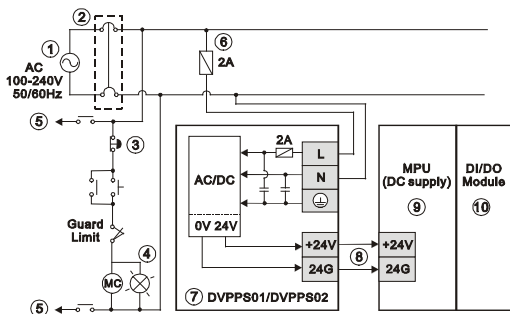 ②
①
AC
100-240V
50/60Hz
⑥
2A
⑤
③
2A
L
N
AC/DC
0V 24V
MPU
(DC supply)
⑨
DI/DO
Module
⑩
Guard
Limit
④
MC
+24V
24G
⑧
+24V
24G
⑤
⑦ DVPPS01/DVPPS02